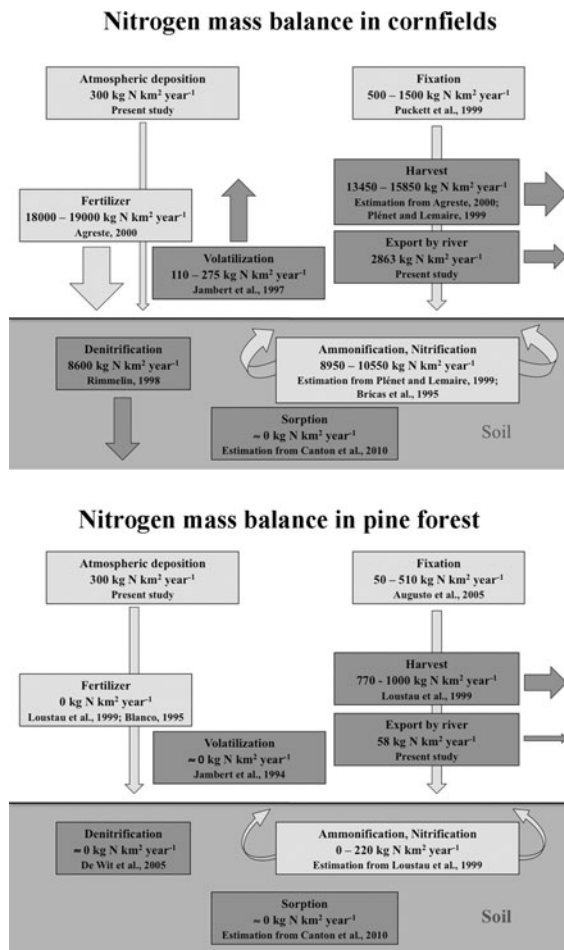 Nitrogen mass balance in cornfields
Atmospheric deposition
300 kg N km² year⁻¹
Present study
Fixation
500 – 1500 kg N km² year⁻¹
Puckett et al., 1999
Fertilizer
18000 – 19000 kg N km² year⁻¹
Agreste, 2000
Volatilization
110 – 275 kg N km² year⁻¹
Jambert et al., 1997
Harvest
13450 – 15850 kg N km² year⁻¹
Estimation from Agreste, 2000;
Plénet and Lemaire, 1999
Export by river
2863 kg N km² year⁻¹
Present study
Denitrification
8600 kg N km² year⁻¹
Rimmelin, 1998
Ammonification, Nitrification
8950 – 10550 kg N km² year⁻¹
Estimation from Plénet and Lemaire, 1999;
Bricas et al. 1995
Sorption
~ 0 kg N km² year⁻¹
Estimation from Canton et al., 2010
Soil
Nitrogen mass balance in pine forest
Atmospheric deposition
300 kg N km² year⁻¹
Present study
Fixation
50 – 510 kg N km² year⁻¹
Augusto et al., 2005
Fertilizer
0 kg N km² year⁻¹
Loustau et al., 1999; Blanco, 1995
Volatilization
~ 0 kg N km² year⁻¹
Jambert et al., 1994
Harvest
770 - 1000 kg N km² year⁻¹
Loustau et al., 1999
Export by river
58 kg N km² year⁻¹
Present study
Denitrification
≈ 0 kg N km² year⁻¹
De Wit et al., 2005
Ammonification, Nitrification
0 – 220 kg N km² year⁻¹
Estimation from Loustau et al., 1999
Sorption
~ 0 kg N km² year⁻¹
Estimation from Canton et al., 2010
Soil